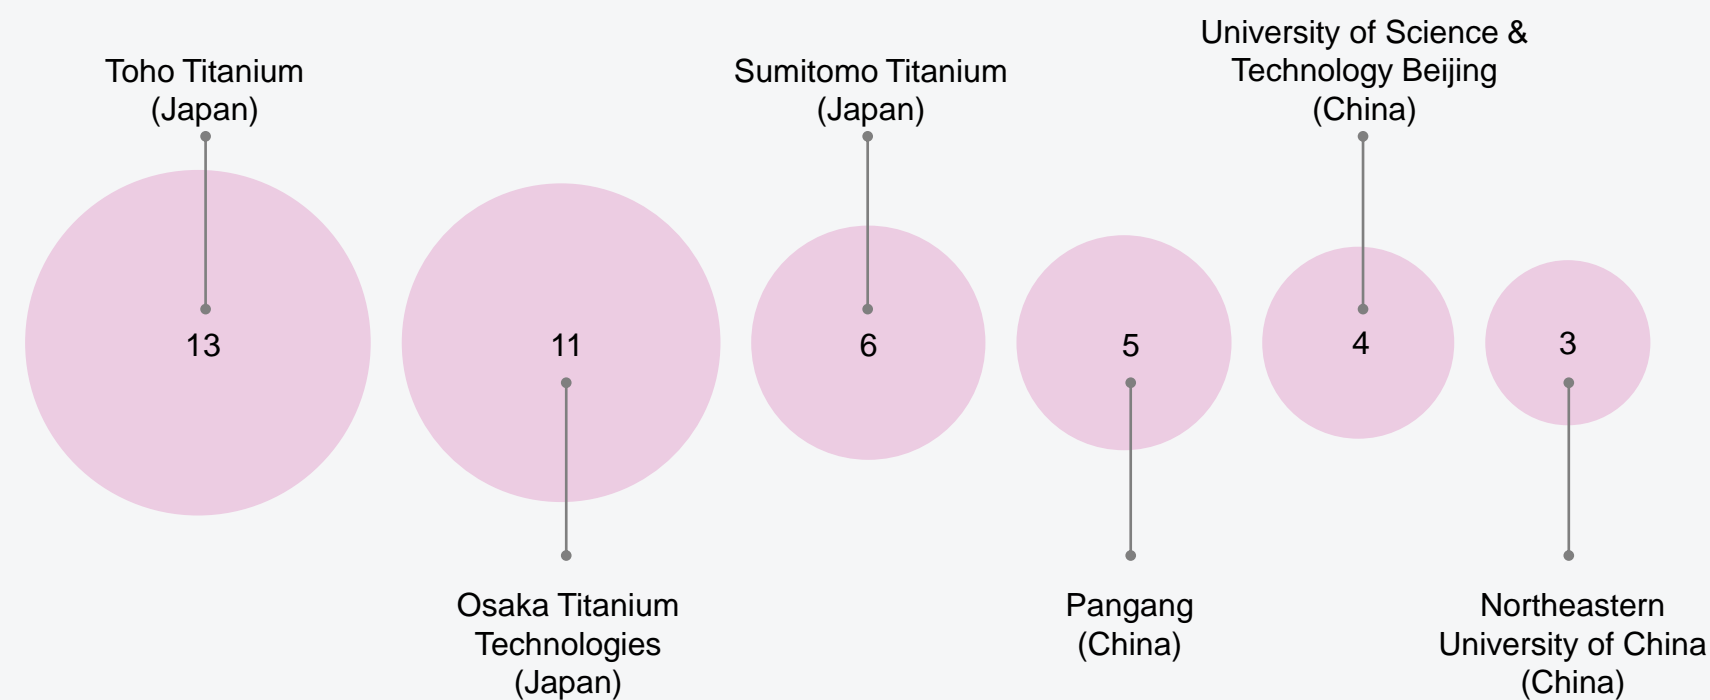 Toho Titanium
(Japan)
Sumitomo Titanium
(Japan)
University of Science &
Technology Beijing
(China)
13
11
6
5
4
3
Osaka Titanium
Technologies
(Japan)
Pangang
(China)
Northeastern
University of China
(China)